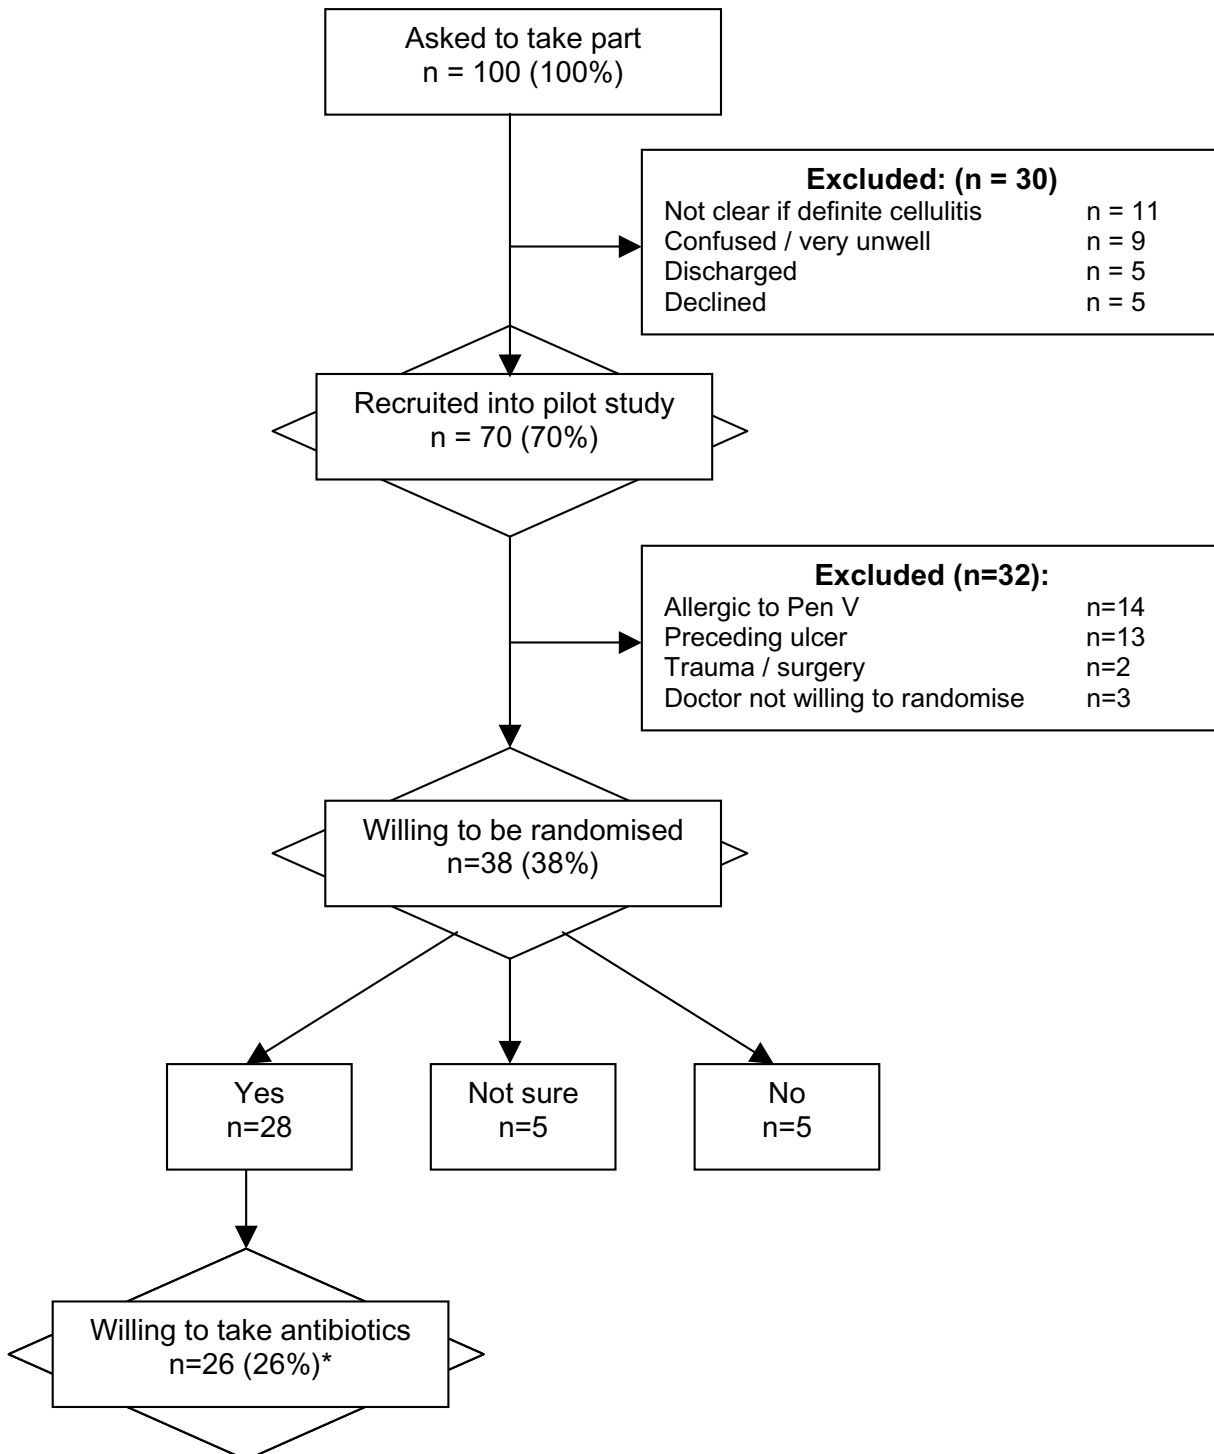 Asked to take part
n = 100 (100%)
Excluded: (n = 30)
Not clear if definite cellulitis n = 11
Confused / very unwell n = 9
Discharged n = 5
Declined n = 5
Recruited into pilot study
n = 70 (70%)
Excluded (n=32):
Allergic to Pen V n=14
Preceding ulcer n=13
Trauma / surgery n=2
Doctor not willing to randomise n=3
Willing to be randomised
n=38 (38%)
Yes
n=28
Not sure
n=5
No
n=5
Willing to take antibiotics
n=26 (26%)*